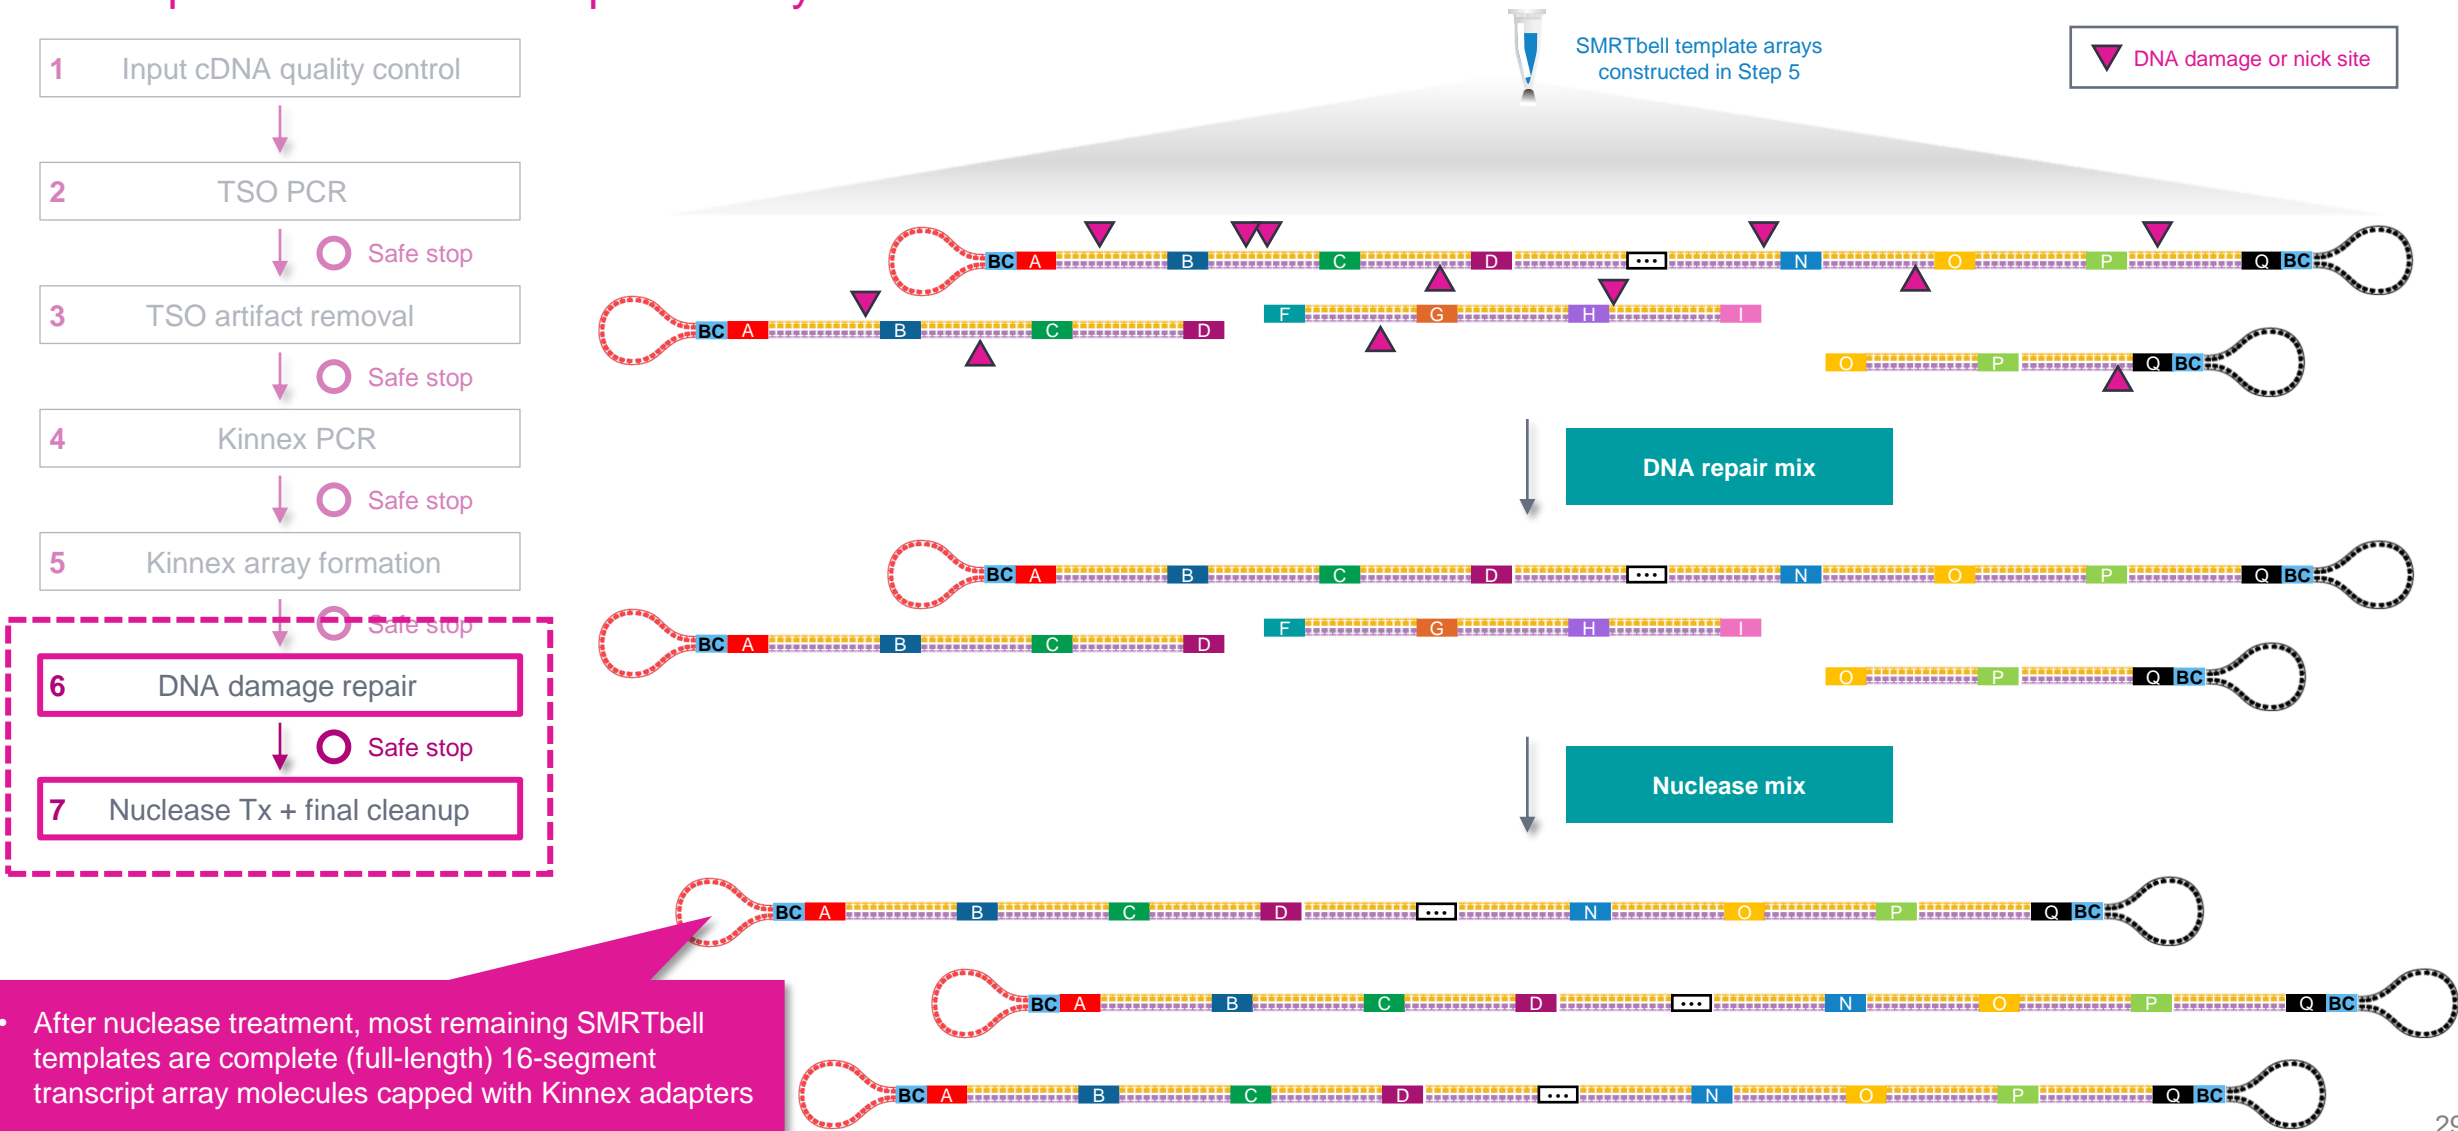 1 Input cDNA quality control
2 TSO PCR
Safe stop
3 TSO artifact removal
Safe stop
4 Kinnex PCR
Safe stop
5 Kinnex array formation
Safe stop
6 DNA damage repair
Safe stop
7 Nuclease Tx + final cleanup
SMRTbell template arrays
constructed in Step 5
DNA damage or nick site
BC A B C D ... N O P Q BC
BC A B C D
F G H I
O P Q BC
DNA repair mix
BC A B C D ... N O P Q BC
BC A B C D
F G H I
O P Q BC
Nuclease mix
BC A B C D ... N O P Q BC
BC A B C D ... N O P Q BC
BC A B C D ... N O P Q BC
• After nuclease treatment, most remaining SMRTbell
templates are complete (full-length) 16-segment
transcript array molecules capped with Kinnex adapters
29